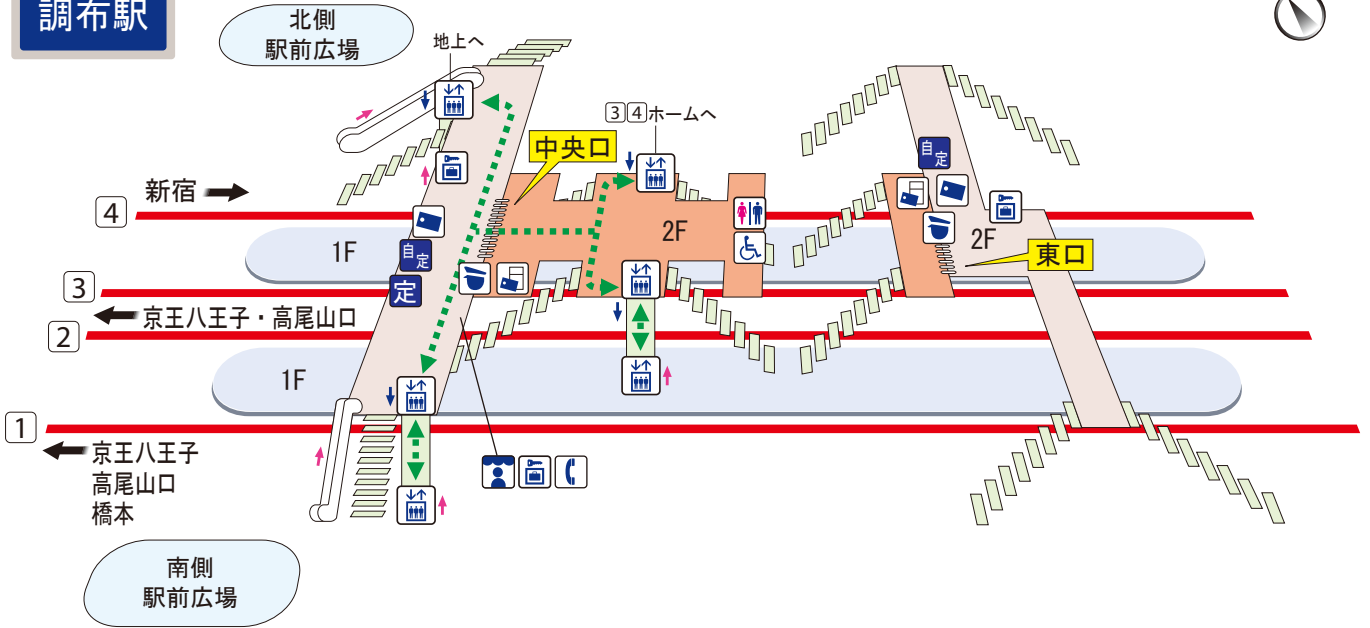 調布駅
北側
駅前広場
地上へ
3 4 ホームへ
中央口
自
定
新宿
4
1F
2F
2F
自
定
東口
3
定
京王八王子・高尾山口
2
1F
1
京王八王子
高尾山口
橋本
南側
駅前広場